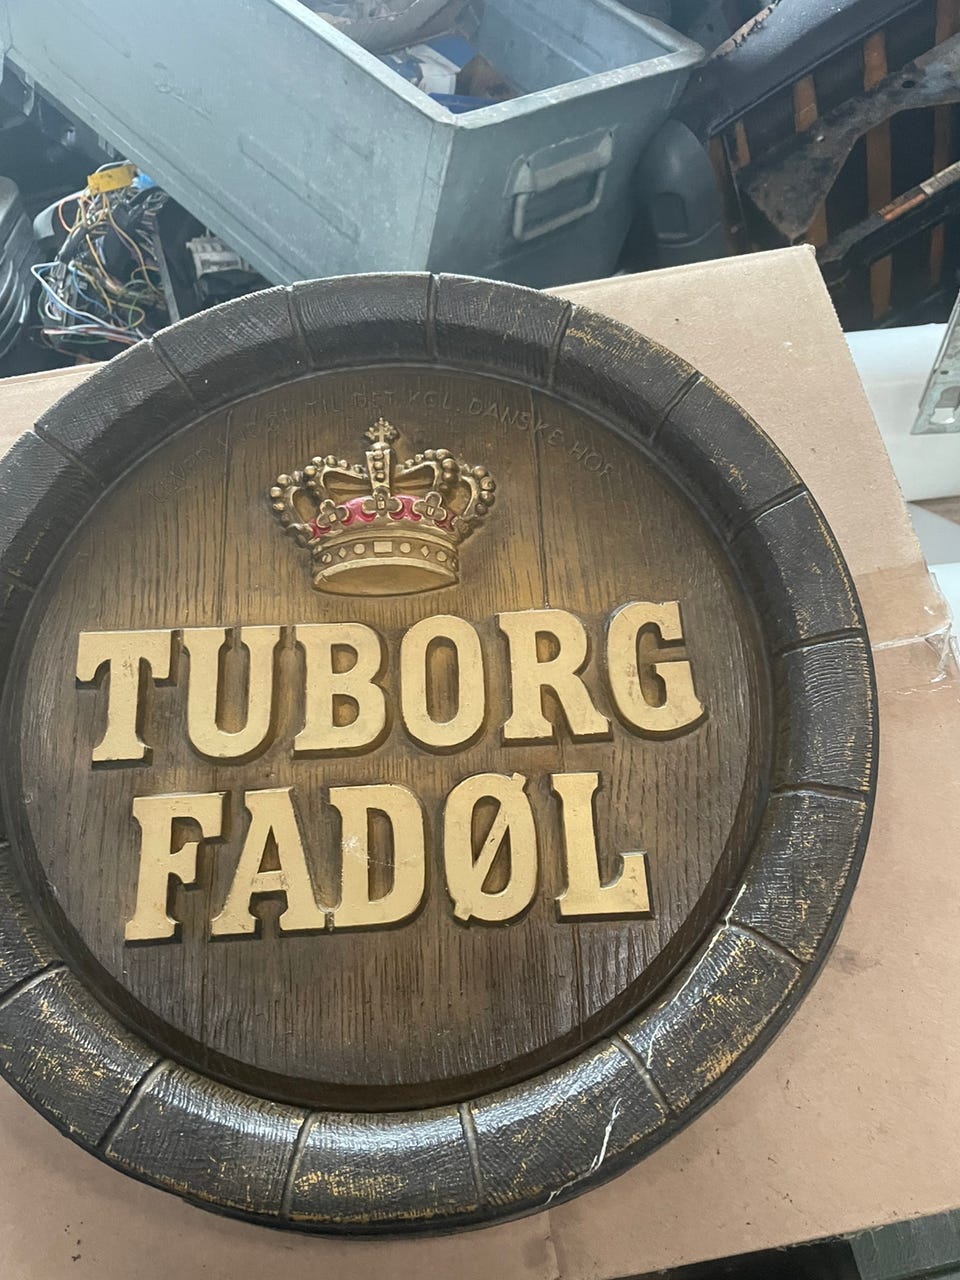 TIL DET KGL. DANSKE HOF
TUBORG
FADØL